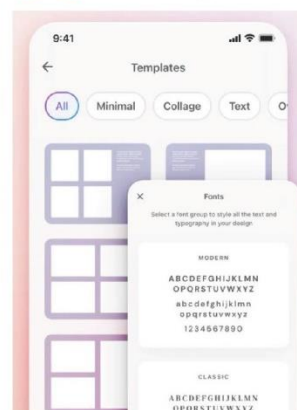 9:41
Templates
All Minimal Collage Text O
Fonts
Select a font group to style all the text and
typography in your design
MODERN
ABCDEFGHIJKLMN
OPQRSTUVWXYZ
abcdefghijklmn
opqrstuvwxyz
1234567890
CLASSIC
ABCDEFGHIJKLMN
OPQRSTUVWXYZ